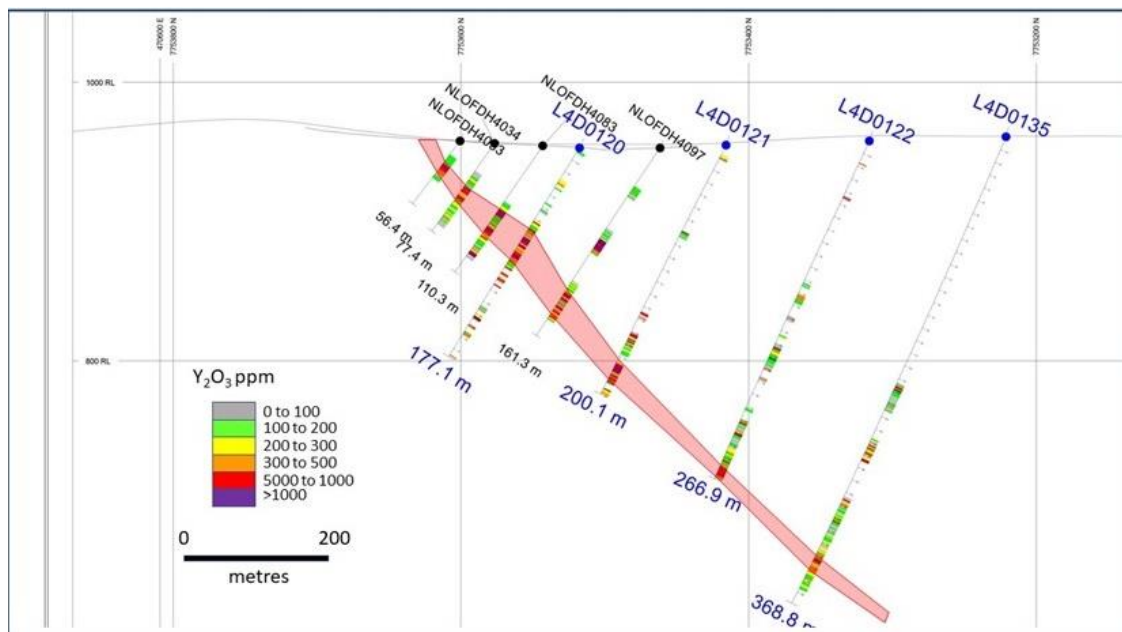 470600 E
7753800 N
7753600 N
7753400 N
7753200 N
1000 RL
NLOFDH4034
NLOFDH4083
L4D0120
NLOFDH4097
L4D0121
L4D0122
L4D0135
56.4 m
77.4 m
110.3 m
177.1 m
161.3 m
200.1 m
266.9 m
368.8 m
800 RL
Y₂O₃ ppm
0 to 100
100 to 200
200 to 300
300 to 500
5000 to 1000
>1000
0 200
metres